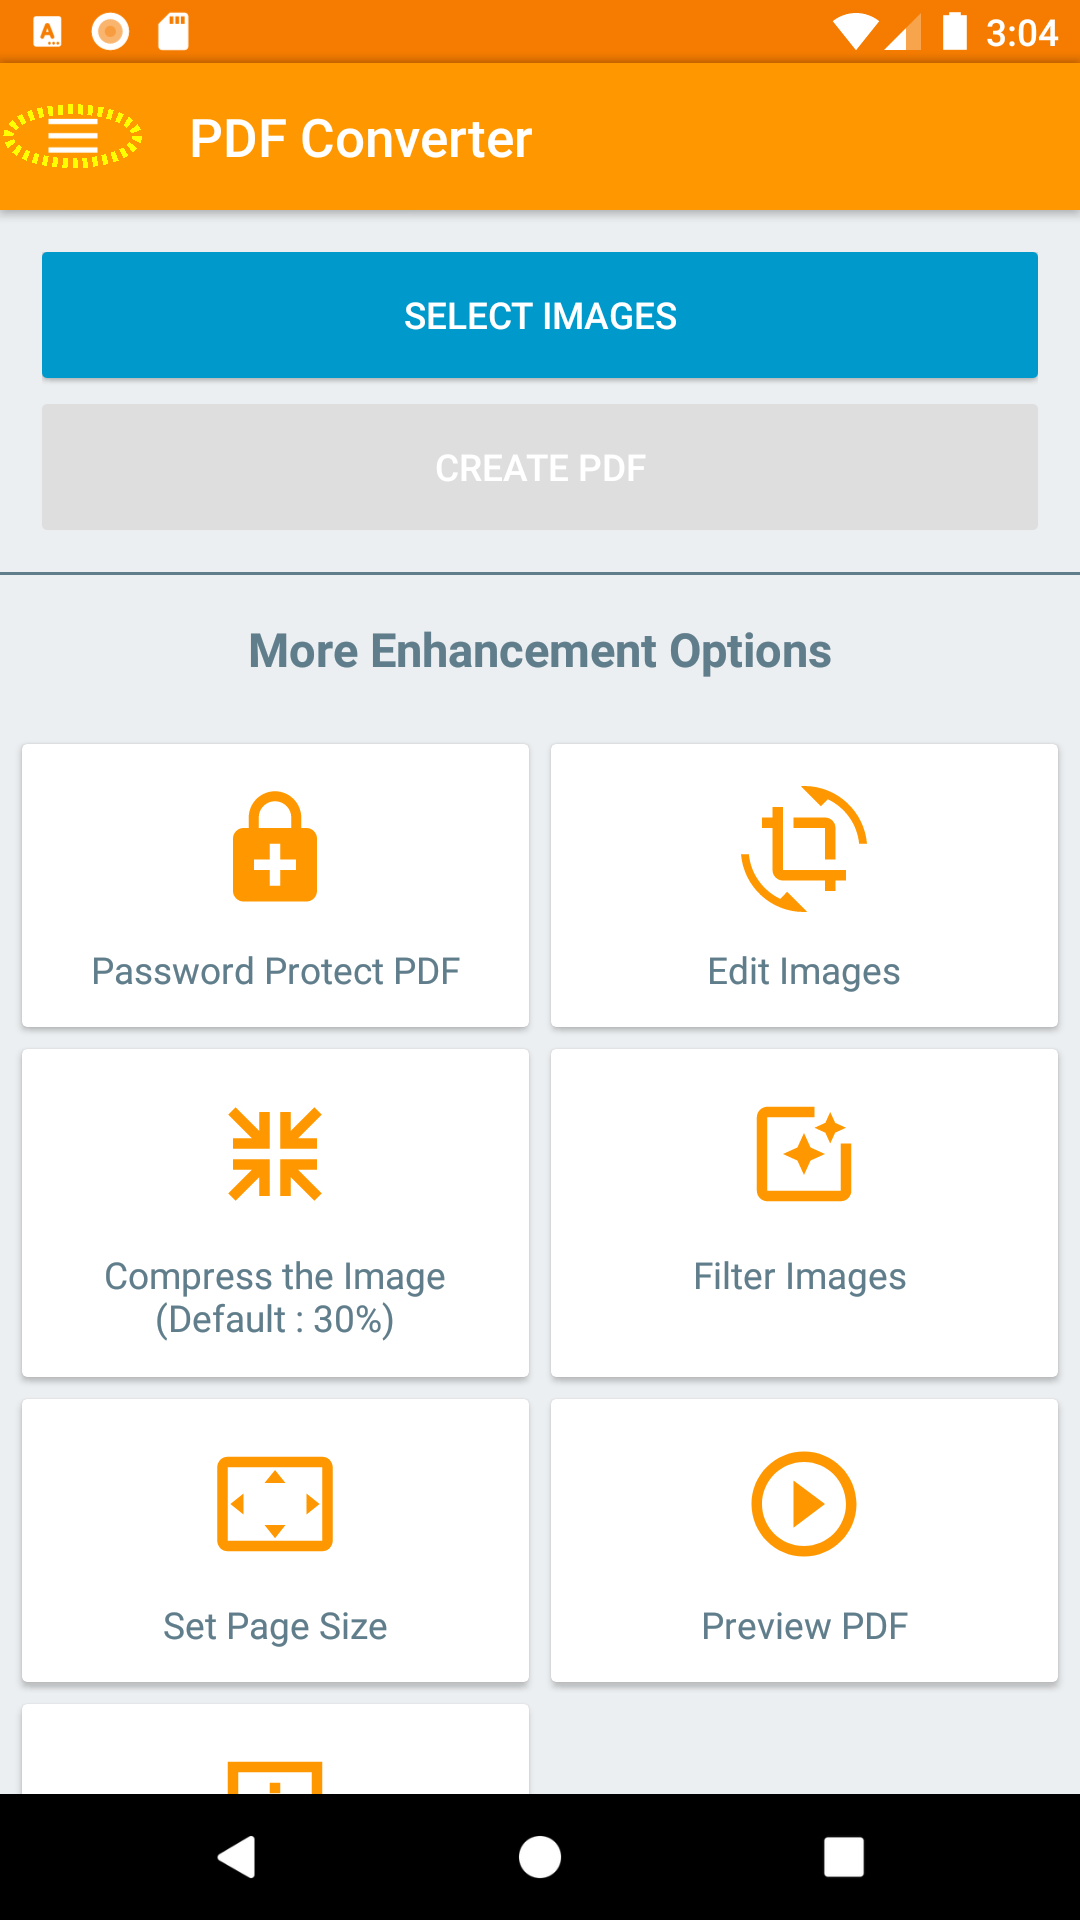 3:04
PDF Converter
SELECT IMAGES
CREATE PDF
More Enhancement Options
Password Protect PDF
Edit Images
Compress the Image
(Default : 30%)
Filter Images
Set Page Size
Preview PDF